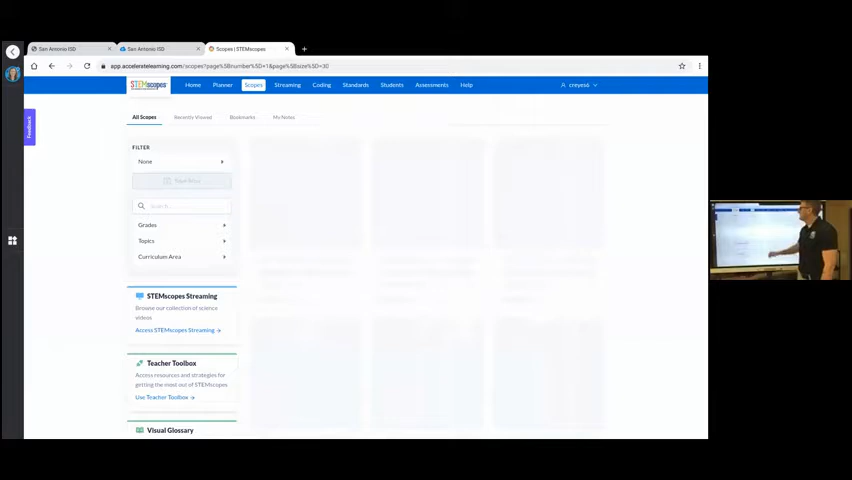 San Antonio ISD
San Antonio ISD
Scopes | STEMscopes
app.acceleratelearning.com/scopes?page%5Bnumber%5D=1&page%5Bsize%5D=30
STEMscopes
Home
Planner
Scopes
Streaming
Coding
Standards
Students
Assessments
Help
creyes6
Feedback
All Scopes
Recently Viewed
Bookmarks
My Notes
FILTER
None
Grades
Topics
Curriculum Area
STEMscopes Streaming
Browse our collection of science
videos
Access STEMscopes Streaming →
Teacher Toolbox
Access resources and strategies for
getting the most out of STEMscopes
Use Teacher Toolbox →
Visual Glossary